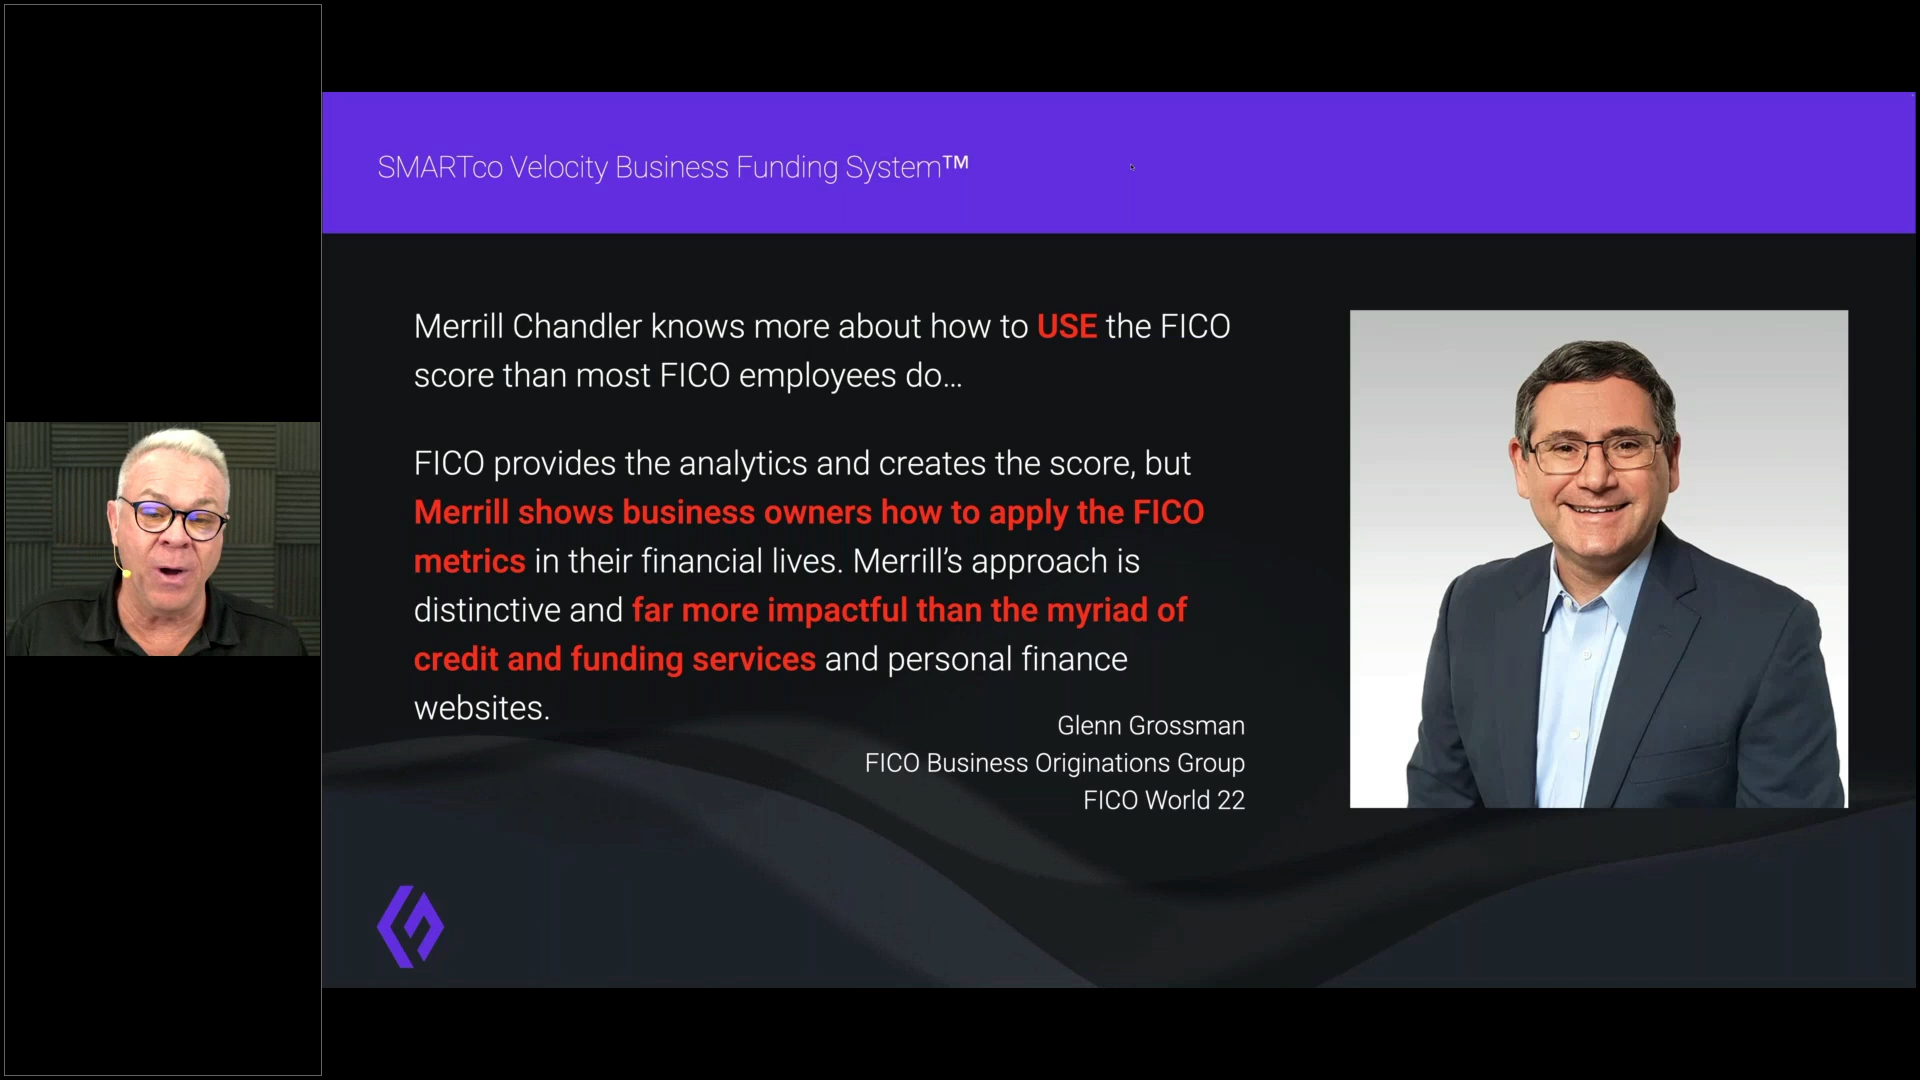 SMARTco Velocity Business Funding System™
Merrill Chandler knows more about how to USE the FICO
score than most FICO employees do...
FICO provides the analytics and creates the score, but
Merrill shows business owners how to apply the FICO
metrics in their financial lives. Merrill’s approach is
distinctive and far more impactful than the myriad of
credit and funding services and personal finance
websites.
Glenn Grossman
FICO Business Originations Group
FICO World 22